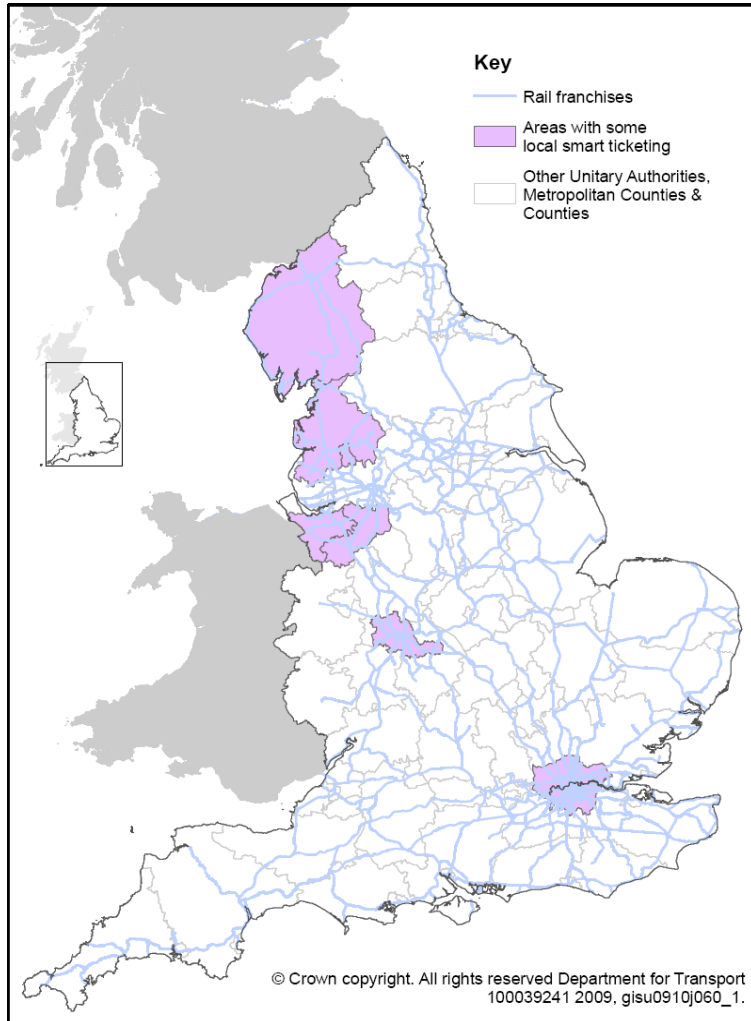 Key
Rail franchises
Areas with some
local smart ticketing
Other Unitary Authorities,
Metropolitan Counties &
Counties
© Crown copyright. All rights reserved Department for Transport
100039241 2009, gisu0910j060_1.